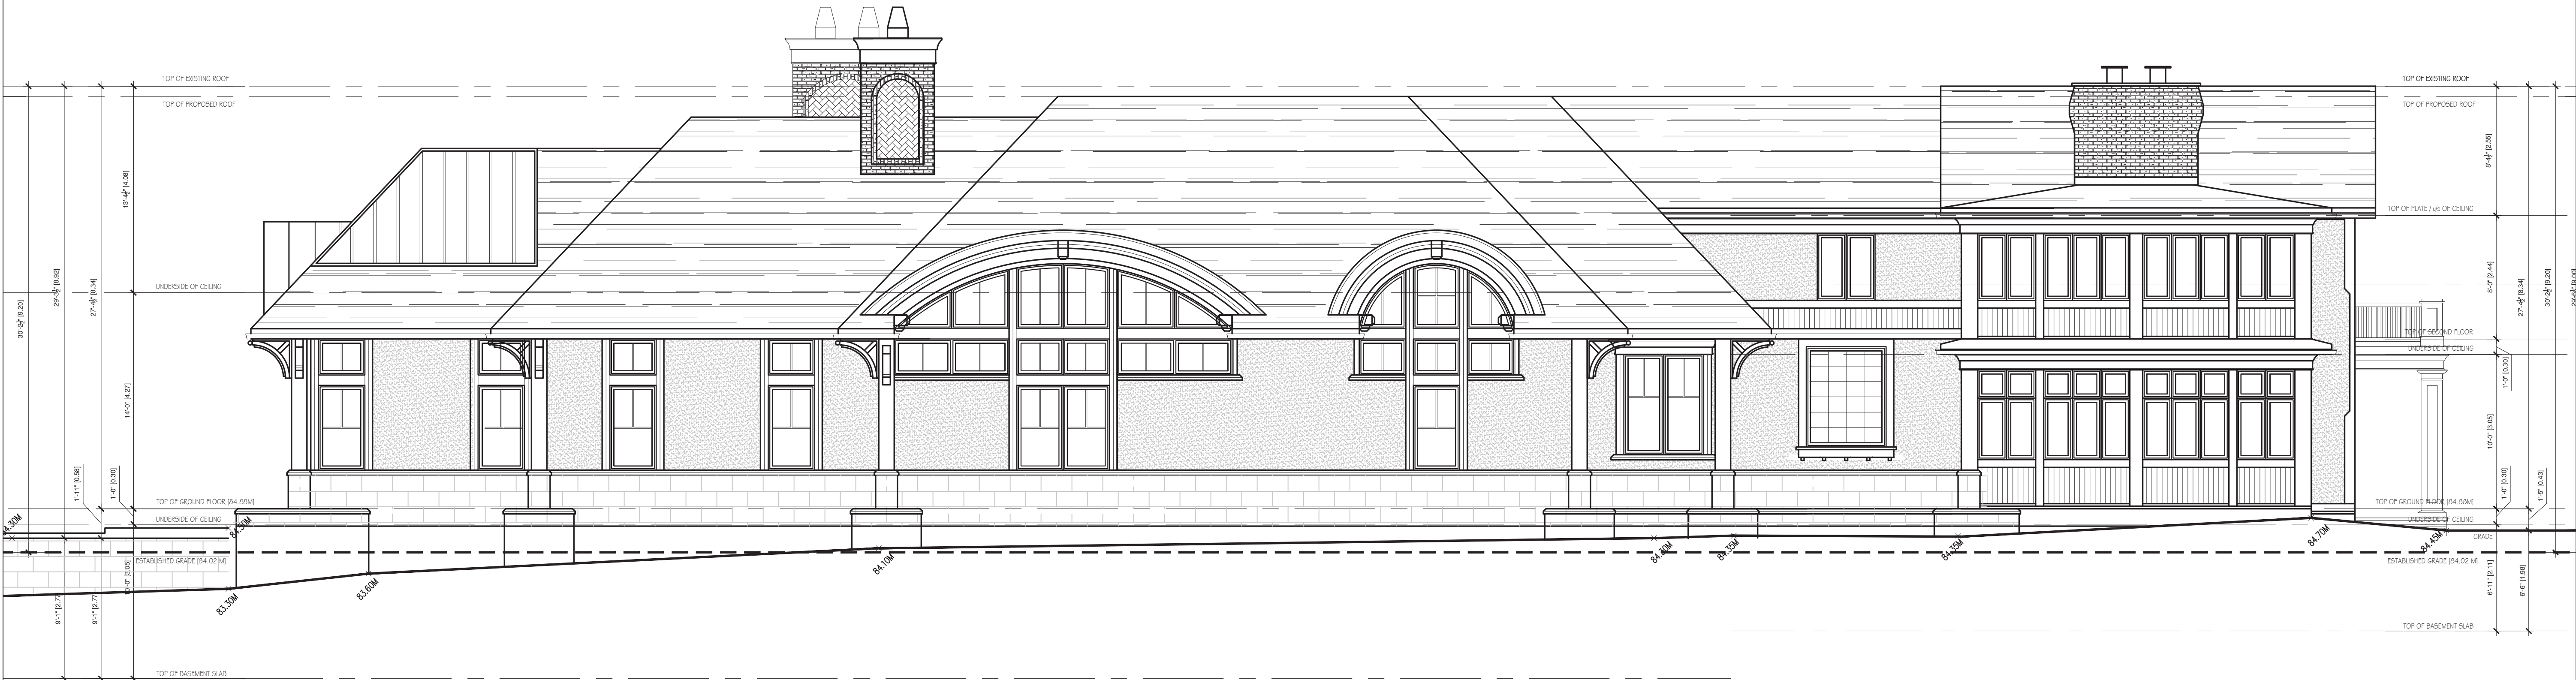 TOP OF EXISTING ROOF
TOP OF PROPOSED ROOF
UNDERSIDE OF CEILING
TOP OF GROUND FLOOR [84.88M]
UNDERSIDE OF CEILING
ESTABLISHED GRADE [84.02 M]
TOP OF BASEMENT SLAB
30'-2½" [9.20]
29'-3½" [8.92]
27'-4½" [8.34]
13'-4½" [4.08]
14'-0" [4.27]
1'-11" [0.58]
1'-0" [0.30]
10'-0" [3.05]
9'-1" [2.77]
9'-1" [2.77]
84.30M
83.30M
83.60M
84.10M
84.30M
84.35M
84.35M
84.70M
84.45M
TOP OF EXISTING ROOF
TOP OF PROPOSED ROOF
TOP OF PLATE / u/s OF CEILING
TOP OF SECOND FLOOR
UNDERSIDE OF CEILING
TOP OF GROUND FLOOR [84.88M]
UNDERSIDE OF CEILING
GRADE
ESTABLISHED GRADE [84.02 M]
TOP OF BASEMENT SLAB
8'-4½" [2.55]
8'-0" [2.44]
1'-0" [0.30]
10'-0" [3.05]
1'-0" [0.30]
6'-11" [2.11]
27'-4½" [8.34]
1'-5" [0.43]
6'-6" [1.98]
30'-2½" [9.20]